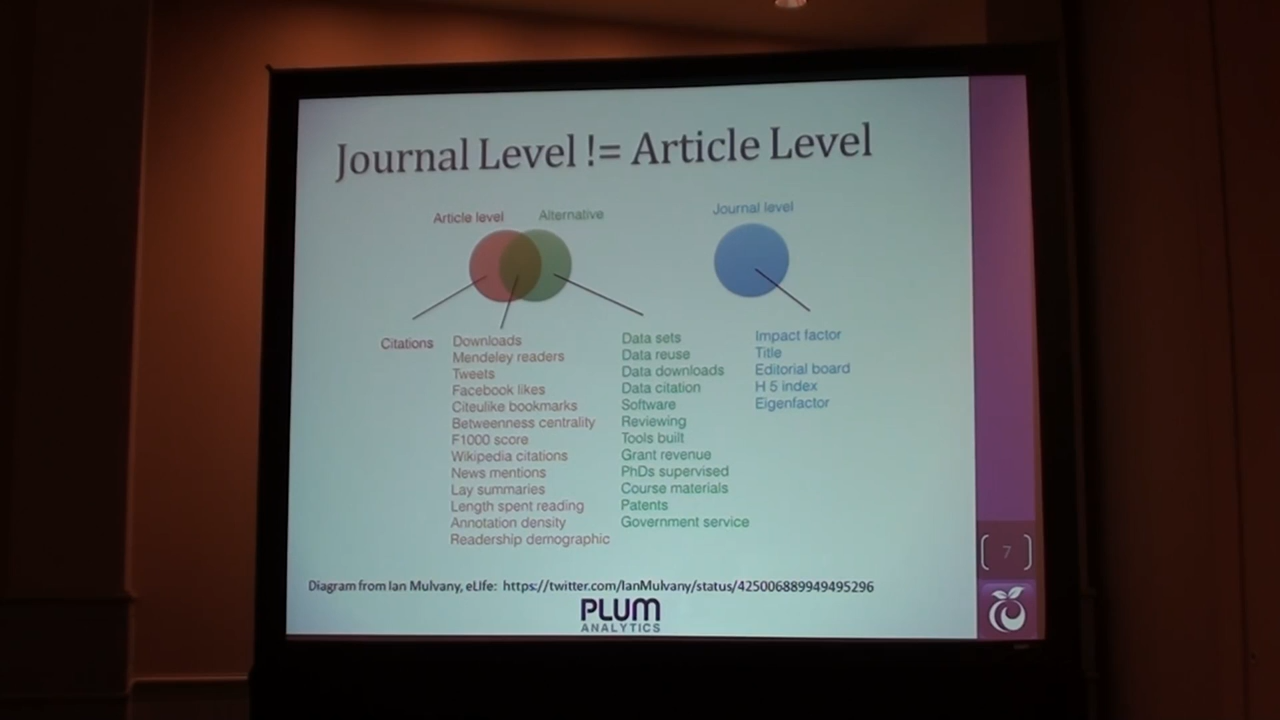 Journal Level != Article Level
Article level
Alternative
Journal level
Citations
Downloads
Mendeley readers
Tweets
Facebook likes
Citeulike bookmarks
Betweenness centrality
F1000 score
Wikipedia citations
News mentions
Lay summaries
Length spent reading
Annotation density
Readership demographic
Data sets
Data reuse
Data downloads
Data citation
Software
Reviewing
Tools built
Grant revenue
PhDs supervised
Course materials
Patents
Government service
Impact factor
Title
Editorial board
H 5 index
Eigenfactor
[ 7 ]
Diagram from Ian Mulvany, eLIfe: https://twitter.com/IanMulvany/status/425006889949495296
PLUM
ANALYTICS